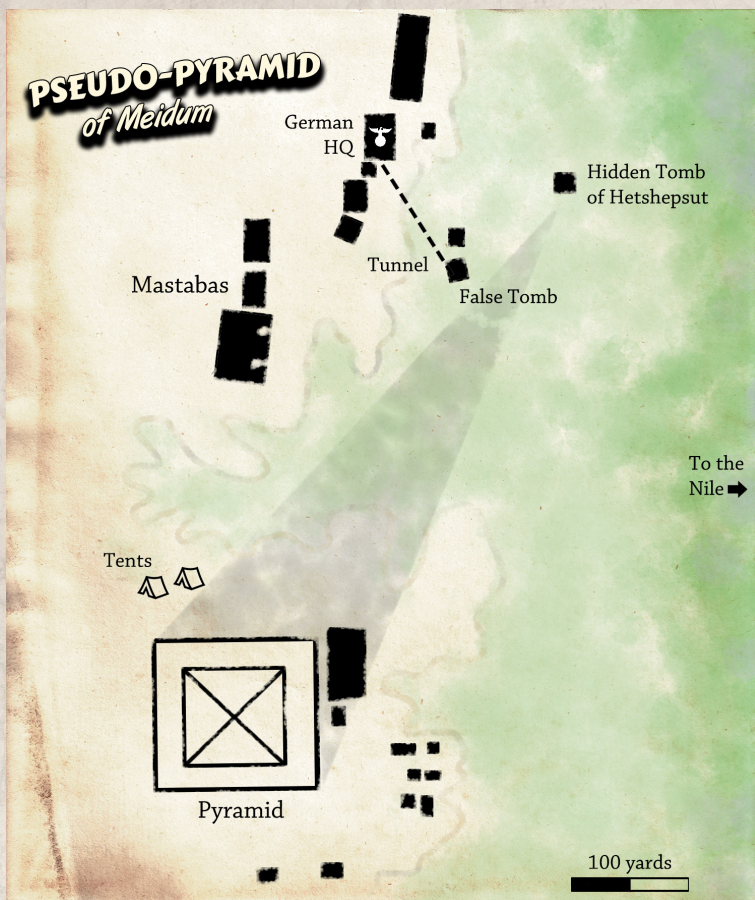 PSEUDO-PYRAMID
of Meidum
German
HQ
Hidden Tomb
of Hetshepsut
Tunnel
Mastabas
False Tomb
To the
Nile
Tents
Pyramid
100 yards